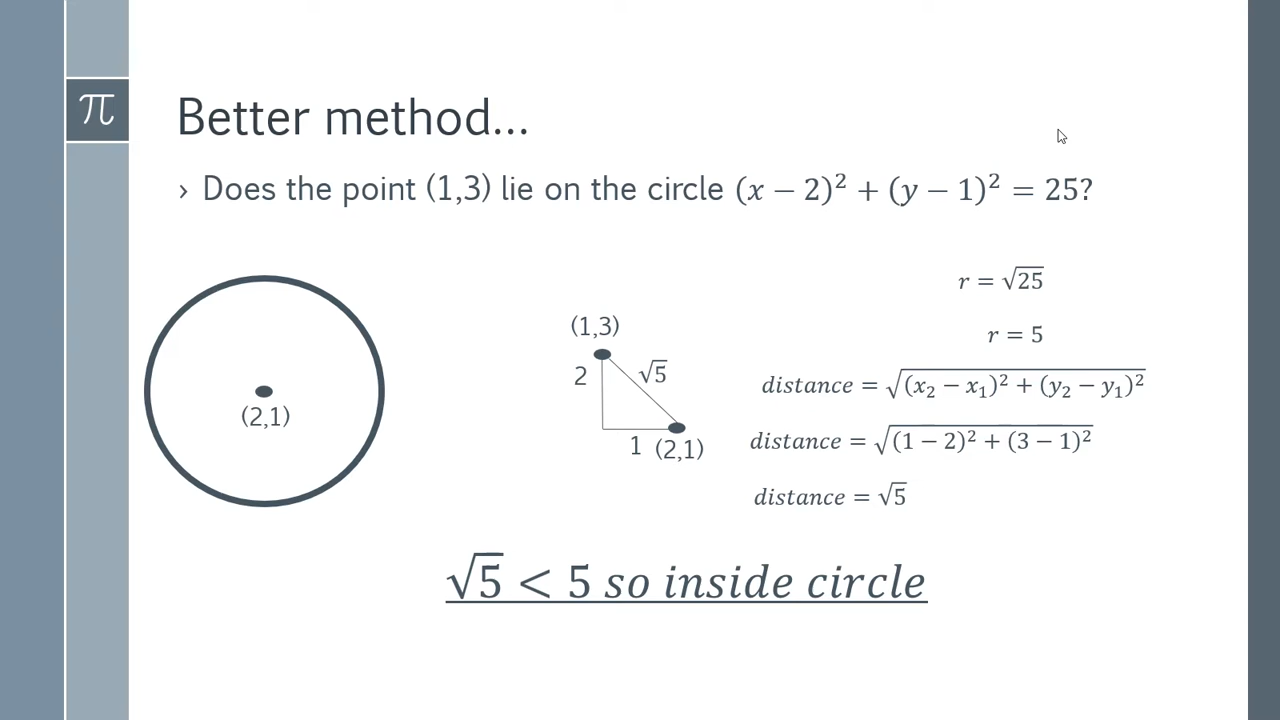 π
Better method...
› Does the point (1,3) lie on the circle (x − 2)² + (y − 1)² = 25?
r = √25
(1,3)
r = 5
2
√5
distance = √(x₂ − x₁)² + (y₂ − y₁)²
(2,1)
1
(2,1)
distance = √(1 − 2)² + (3 − 1)²
distance = √5
√5 < 5 so inside circle